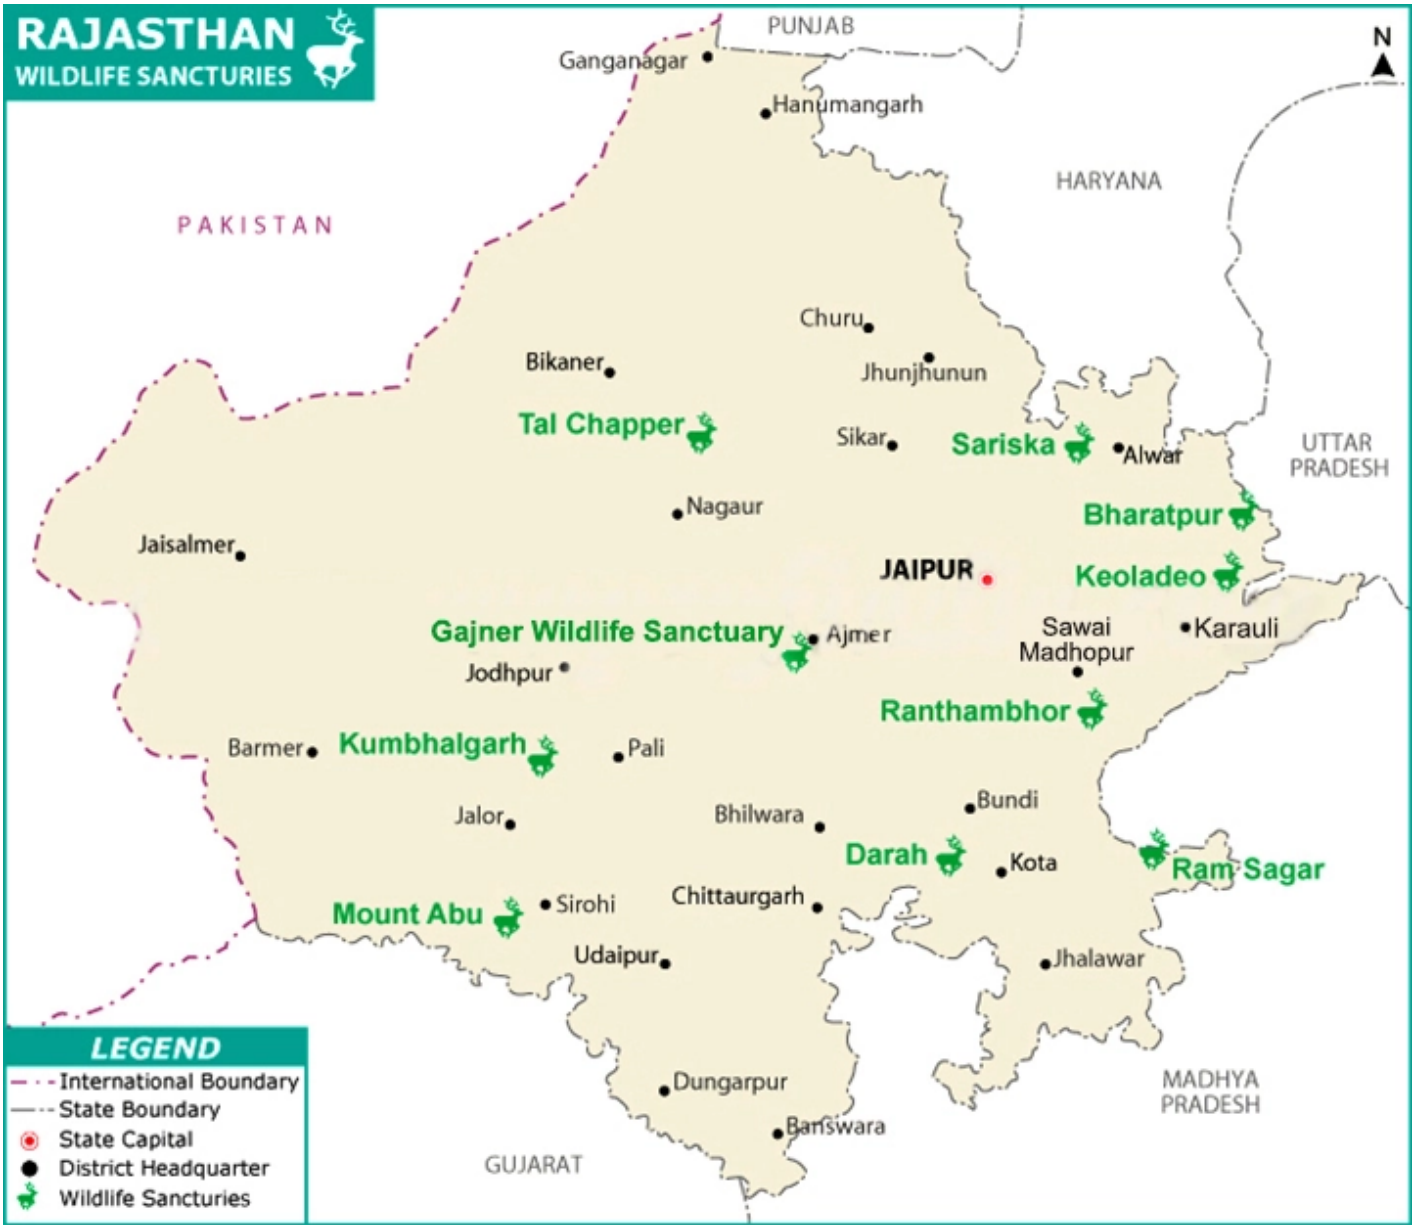 RAJASTHAN
WILDLIFE SANCTURIES
PUNJAB
N
Ganganagar
Hanumangarh
HARYANA
PAKISTAN
Churu
Bikaner
Jhunjhunun
Tal Chapper
Sikar
Sariska
Alwar
UTTAR
PRADESH
Nagaur
Bharatpur
Jaisalmer
JAIPUR
Keoladeo
Gajner Wildlife Sanctuary
Ajmer
Sawai
Madhopur
Karauli
Jodhpur
Ranthambhor
Barmer
Kumbhalgarh
Pali
Jalor
Bhilwara
Bundi
Darah
Kota
Ram Sagar
Chittaurgarh
Mount Abu
Sirohi
Udaipur
Jhalawar
Dungarpur
Banswara
MADHYA
PRADESH
GUJARAT
LEGEND
International Boundary
State Boundary
State Capital
District Headquarter
Wildlife Sancturies